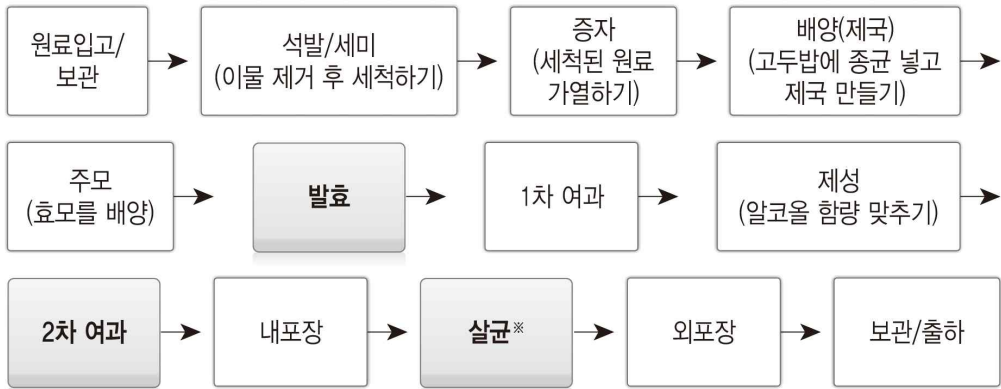 원료입고/
보관
석발/세미
(이물 제거 후 세척하기)
증자
(세척된 원료
가열하기)
배양(제국)
(고두밥에 종균 넣고
제국 만들기)
주모
(효모를 배양)
발효
1차 여과
제성
(알코올 함량 맞추기)
2차 여과
내포장
살균※
외포장
보관/출하